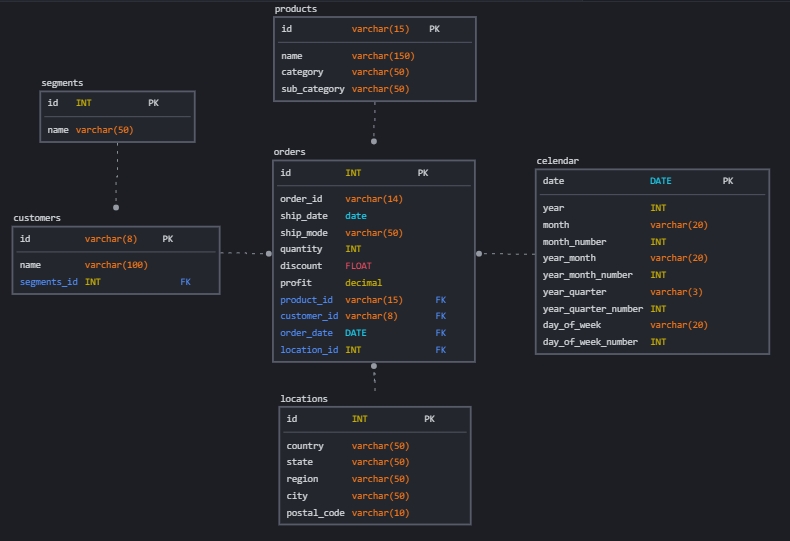 products
id varchar(15) PK
name varchar(150)
category varchar(50)
sub_category varchar(50)
segments
id INT PK
name varchar(50)
orders
id INT PK
order_id varchar(14)
ship_date date
ship_mode varchar(50)
quantity INT
discount FLOAT
profit decimal
product_id varchar(15) FK
customer_id varchar(8) FK
order_date DATE FK
location_id INT FK
celendar
date DATE PK
year INT
month varchar(20)
month_number INT
year_month varchar(20)
year_month_number INT
year_quarter varchar(3)
year_quarter_number INT
day_of_week varchar(20)
day_of_week_number INT
customers
id varchar(8) PK
name varchar(100)
segments_id INT FK
locations
id INT PK
country varchar(50)
state varchar(50)
region varchar(50)
city varchar(50)
postal_code varchar(10)